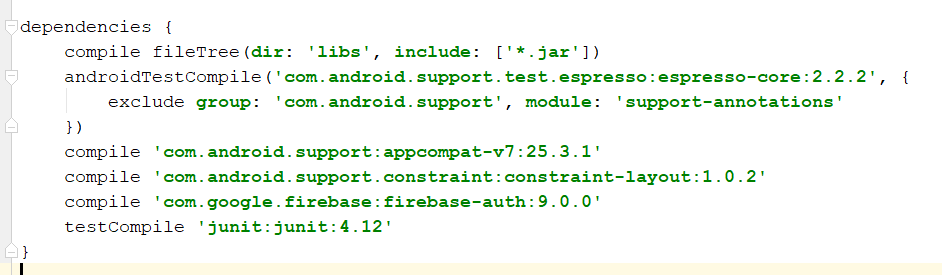 dependencies {
    compile fileTree(dir: 'libs', include: ['*.jar'])
    androidTestCompile('com.android.support.test.espresso:espresso-core:2.2.2', {
        exclude group: 'com.android.support', module: 'support-annotations'
    })
    compile 'com.android.support:appcompat-v7:25.3.1'
    compile 'com.android.support.constraint:constraint-layout:1.0.2'
    compile 'com.google.firebase:firebase-auth:9.0.0'
    testCompile 'junit:junit:4.12'
}